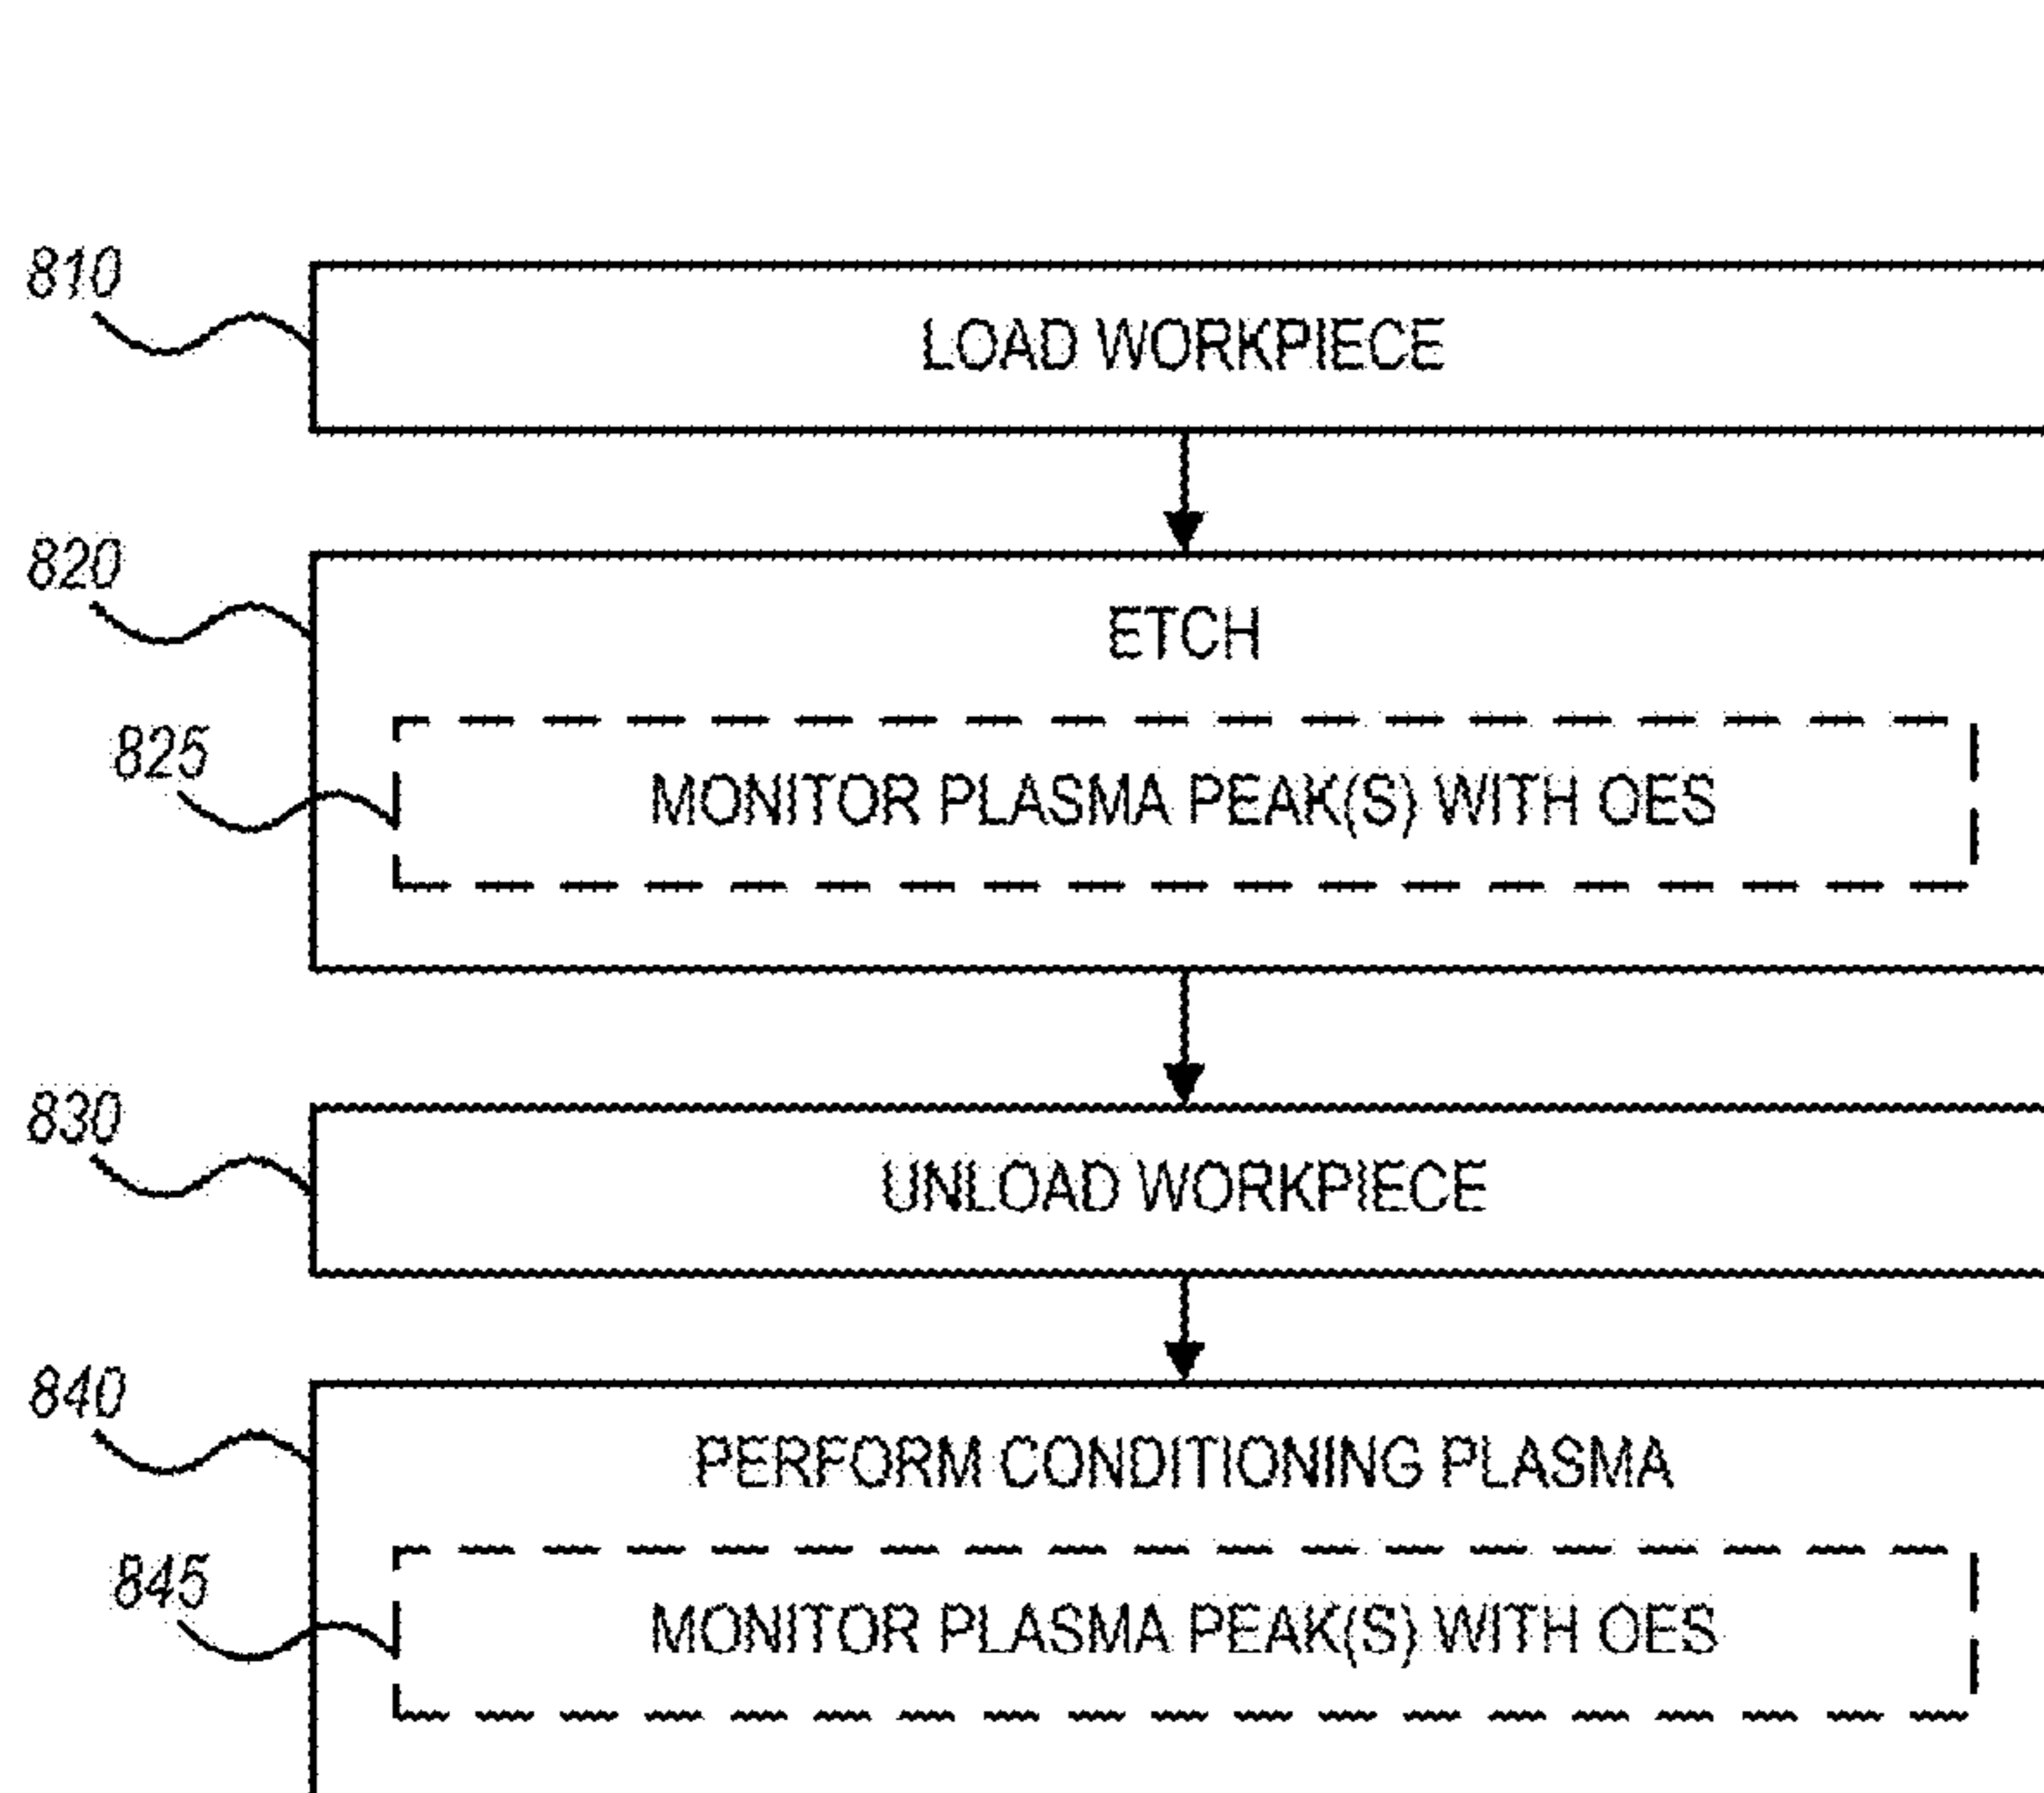 810
LOAD WORKPIECE
820
ETCH
825
MONITOR PLASMA PEAK(S) WITH OES
830
UNLOAD WORKPIECE
840
PERFORM CONDITIONING PLASMA
845
MONITOR PLASMA PEAK(S) WITH OES